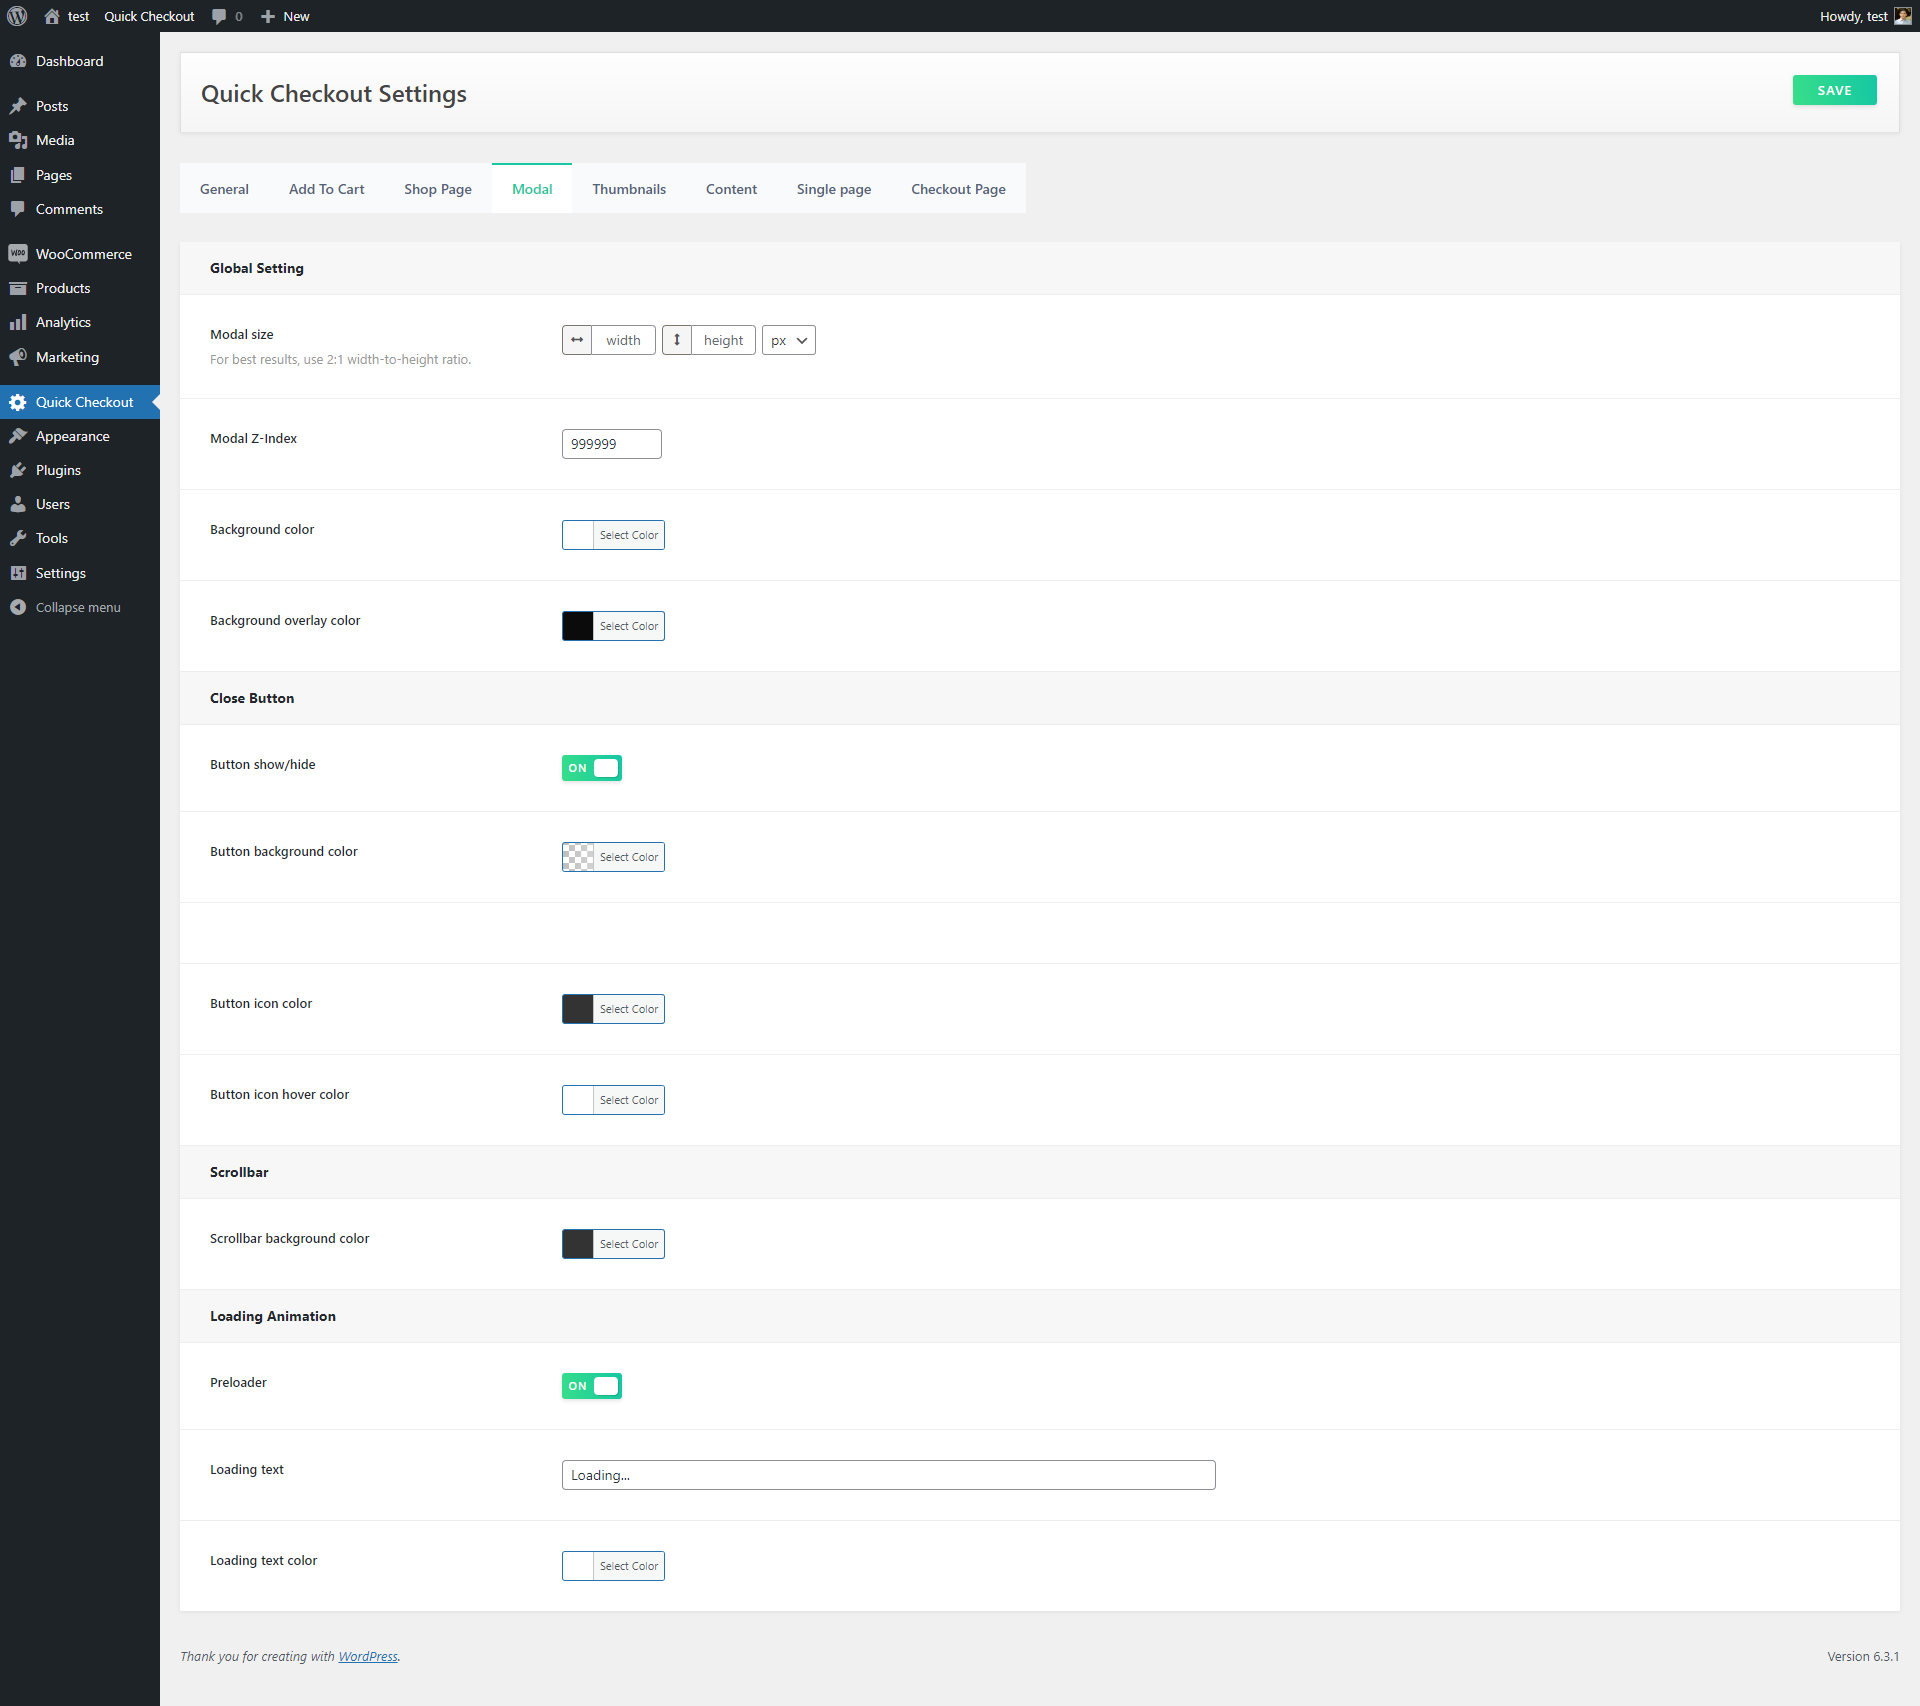 test Quick Checkout 0 New Howdy, test
Dashboard
Posts
Media
Pages
Comments
WooCommerce
Products
Analytics
Marketing
Quick Checkout
Appearance
Plugins
Users
Tools
Settings
Collapse menu
Quick Checkout Settings
SAVE
General Add To Cart Shop Page Modal Thumbnails Content Single page Checkout Page
Global Setting
Modal size
For best results, use 2:1 width-to-height ratio.
width height px
Modal Z-Index
999999
Background color
Select Color
Background overlay color
Select Color
Close Button
Button show/hide
ON
Button background color
Select Color
Button icon color
Select Color
Button icon hover color
Select Color
Scrollbar
Scrollbar background color
Select Color
Loading Animation
Preloader
ON
Loading text
Loading...
Loading text color
Select Color
Thank you for creating with WordPress.
Version 6.3.1